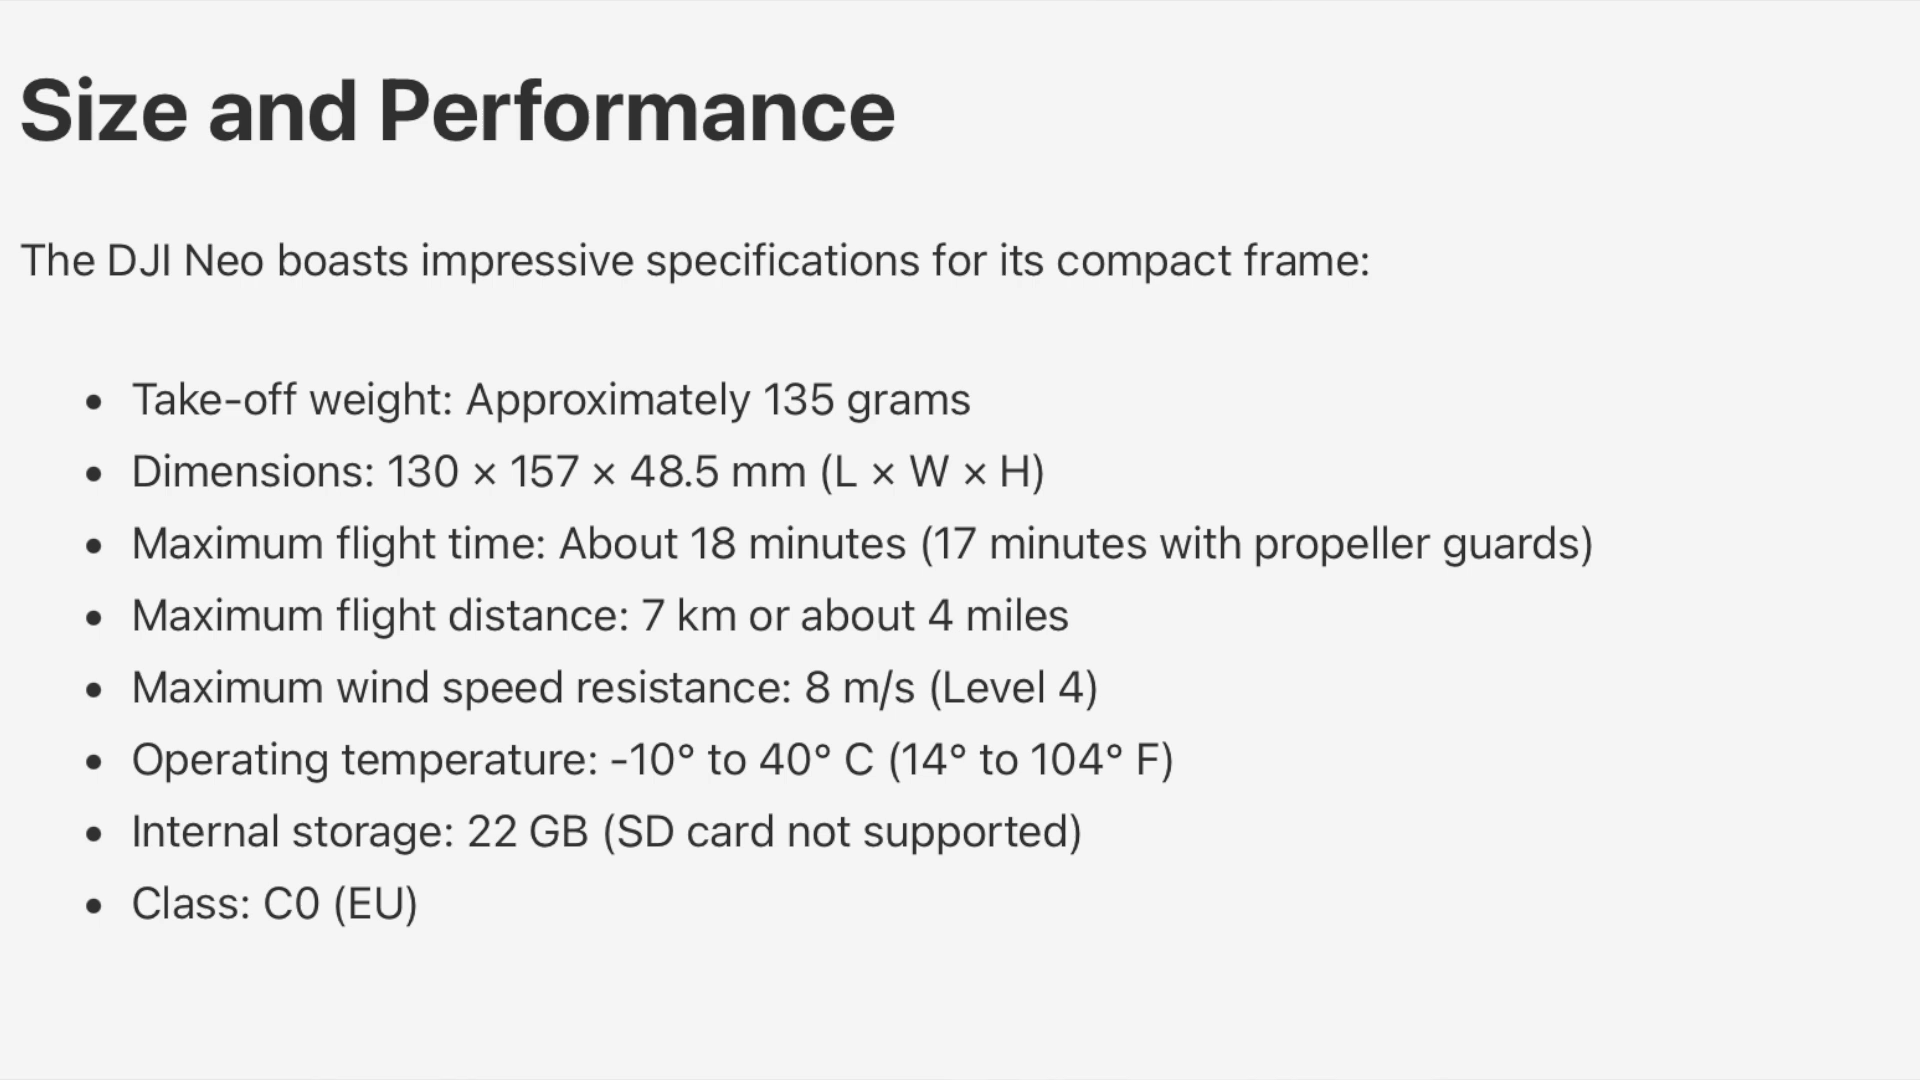 Size and Performance
The DJI Neo boasts impressive specifications for its compact frame:
• Take-off weight: Approximately 135 grams
• Dimensions: 130 × 157 × 48.5 mm (L × W × H)
• Maximum flight time: About 18 minutes (17 minutes with propeller guards)
• Maximum flight distance: 7 km or about 4 miles
• Maximum wind speed resistance: 8 m/s (Level 4)
• Operating temperature: -10° to 40° C (14° to 104° F)
• Internal storage: 22 GB (SD card not supported)
• Class: C0 (EU)